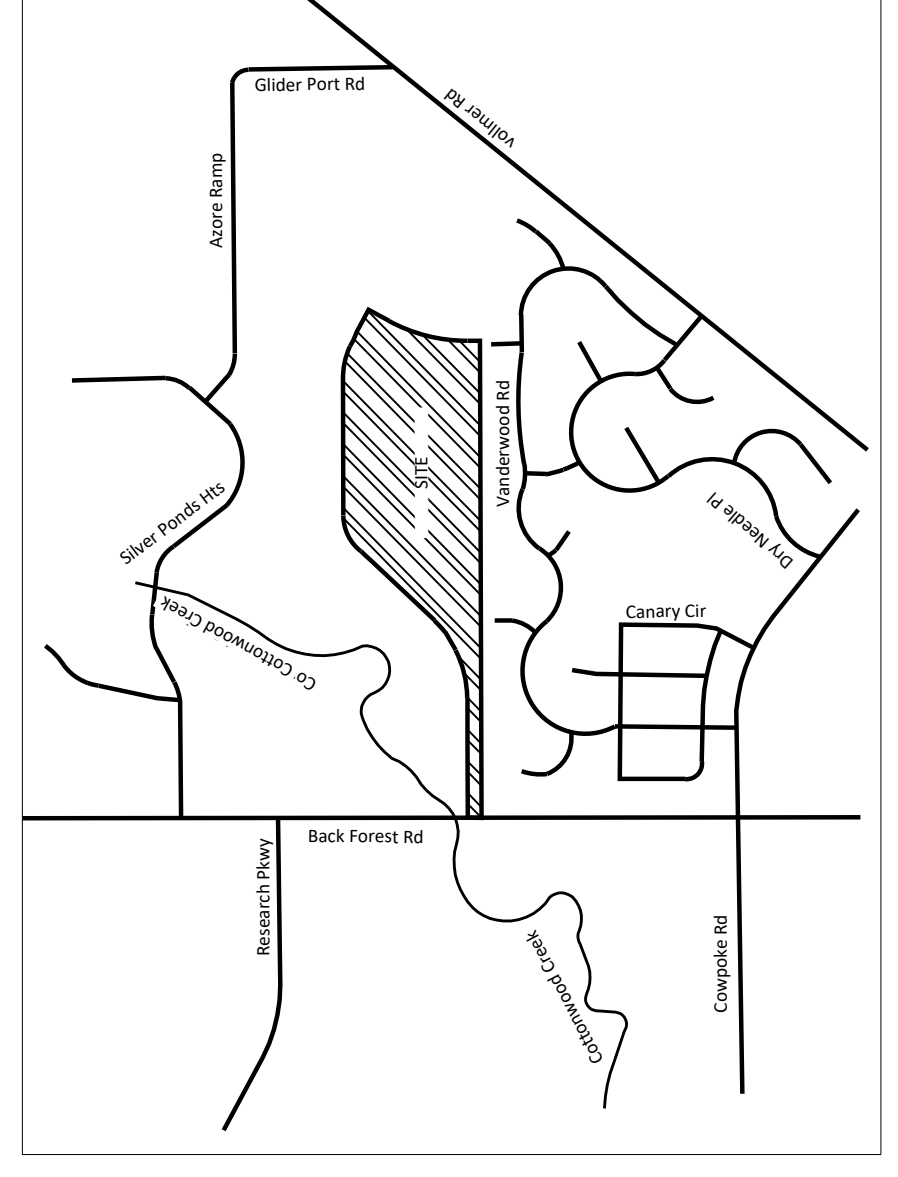 Glider Port Rd
vollmer Rd
Azore Ramp
Vanderwood Rd
SITE
Silver Ponds Hts
Dry Needle Pl
Co Cottonwood Creek
Canary Cir
Back Forest Rd
Research Pkwy
Cottonwood Creek
Cowpoke Rd